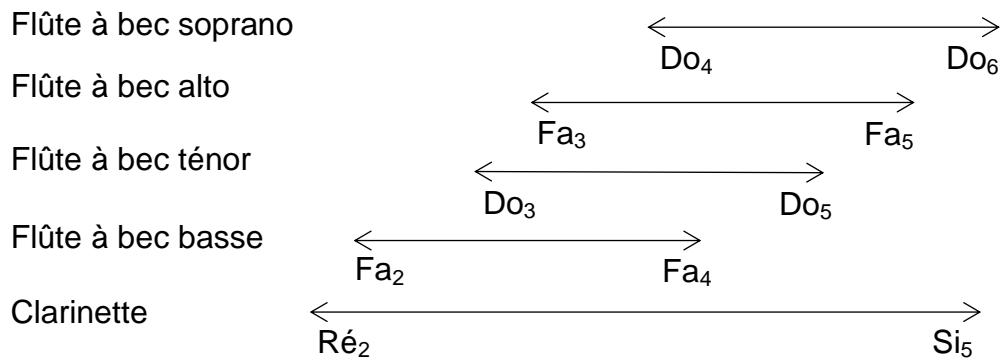 Flûte à bec soprano
Do₄ Do₆
Flûte à bec alto
Fa₃ Fa₅
Flûte à bec ténor
Do₃ Do₅
Flûte à bec basse
Fa₂ Fa₄
Clarinette
Ré₂ Si₅